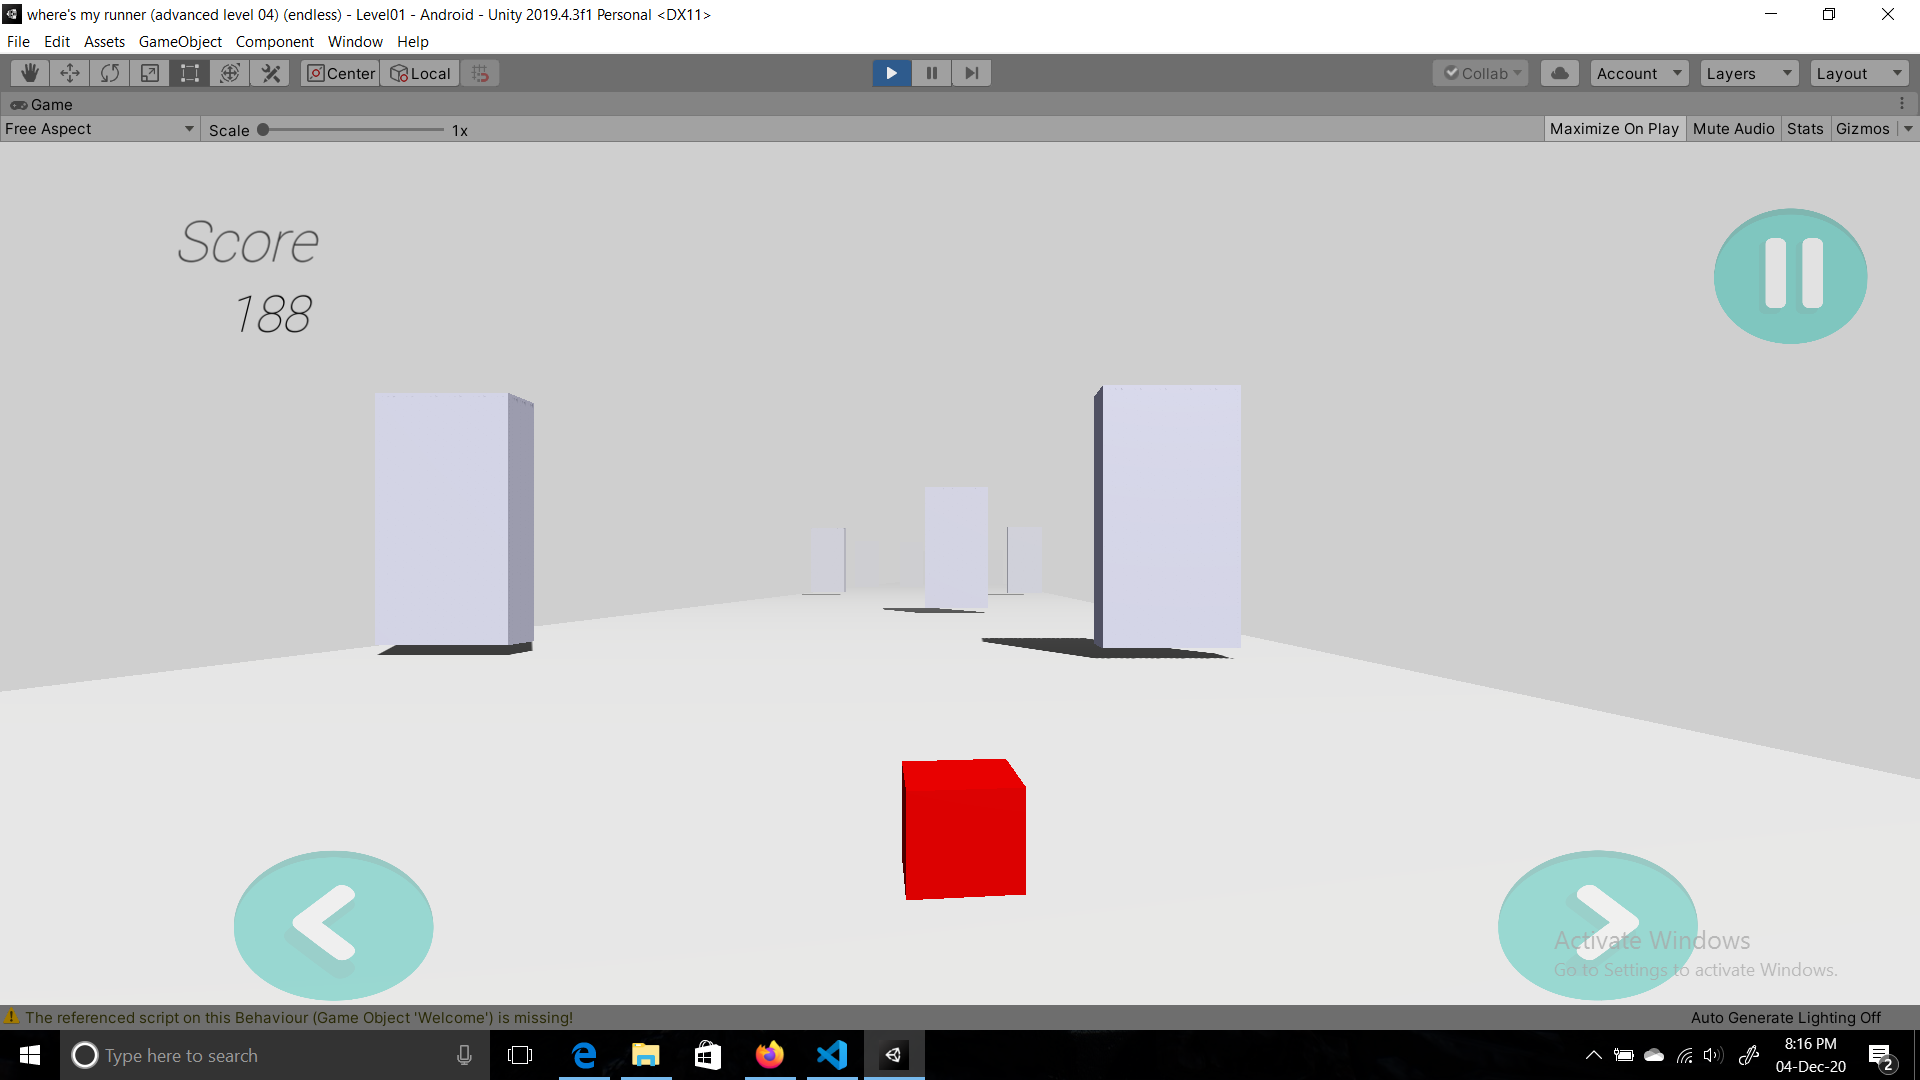 where's my runner (advanced level 04) (endless) - Level01 - Android - Unity 2019.4.3f1 Personal <DX11>
File Edit Assets GameObject Component Window Help
Center Local Collab Account Layers Layout
Game
Free Aspect Scale 1x Maximize On Play Mute Audio Stats Gizmos
Score
188
Activate Windows
Go to Settings to activate Windows.
The referenced script on this Behaviour (Game Object 'Welcome') is missing!
Auto Generate Lighting Off
Type here to search
8:16 PM
04-Dec-20
2